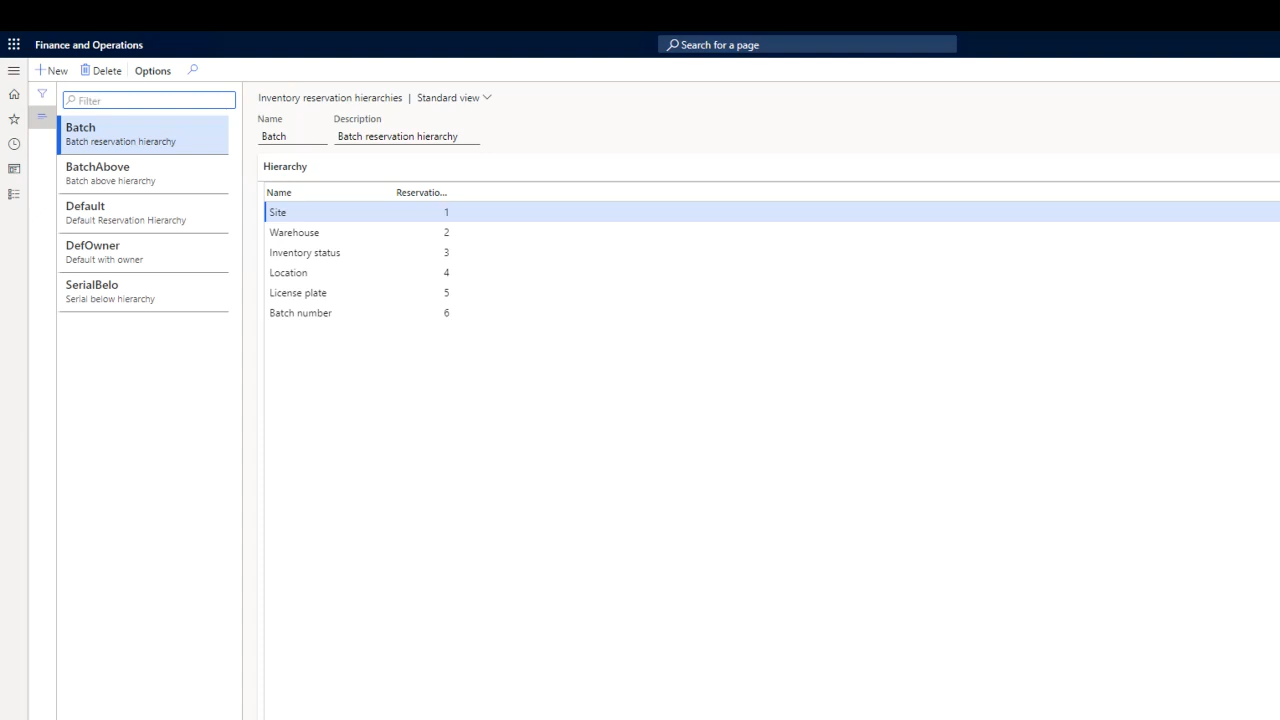 Finance and Operations
Search for a page
New Delete Options
Filter
Batch
Batch reservation hierarchy
BatchAbove
Batch above hierarchy
Default
Default Reservation Hierarchy
DefOwner
Default with owner
SerialBelo
Serial below hierarchy
Inventory reservation hierarchies | Standard view
Name Description
Batch Batch reservation hierarchy
Hierarchy
Name Reservatio...
Site 1
Warehouse 2
Inventory status 3
Location 4
License plate 5
Batch number 6